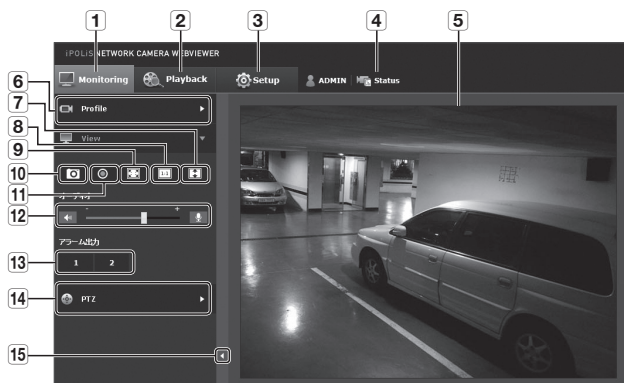 1
2
3
4
5
iPOLiS NETWORK CAMERA WEBVIEWER
Monitoring
Playback
Setup
ADMIN
Status
6
Profile
7
View
8
9
10
1:1
11
オーディオ
12
- +
アラーム出力
13
1 2
14
PTZ
15